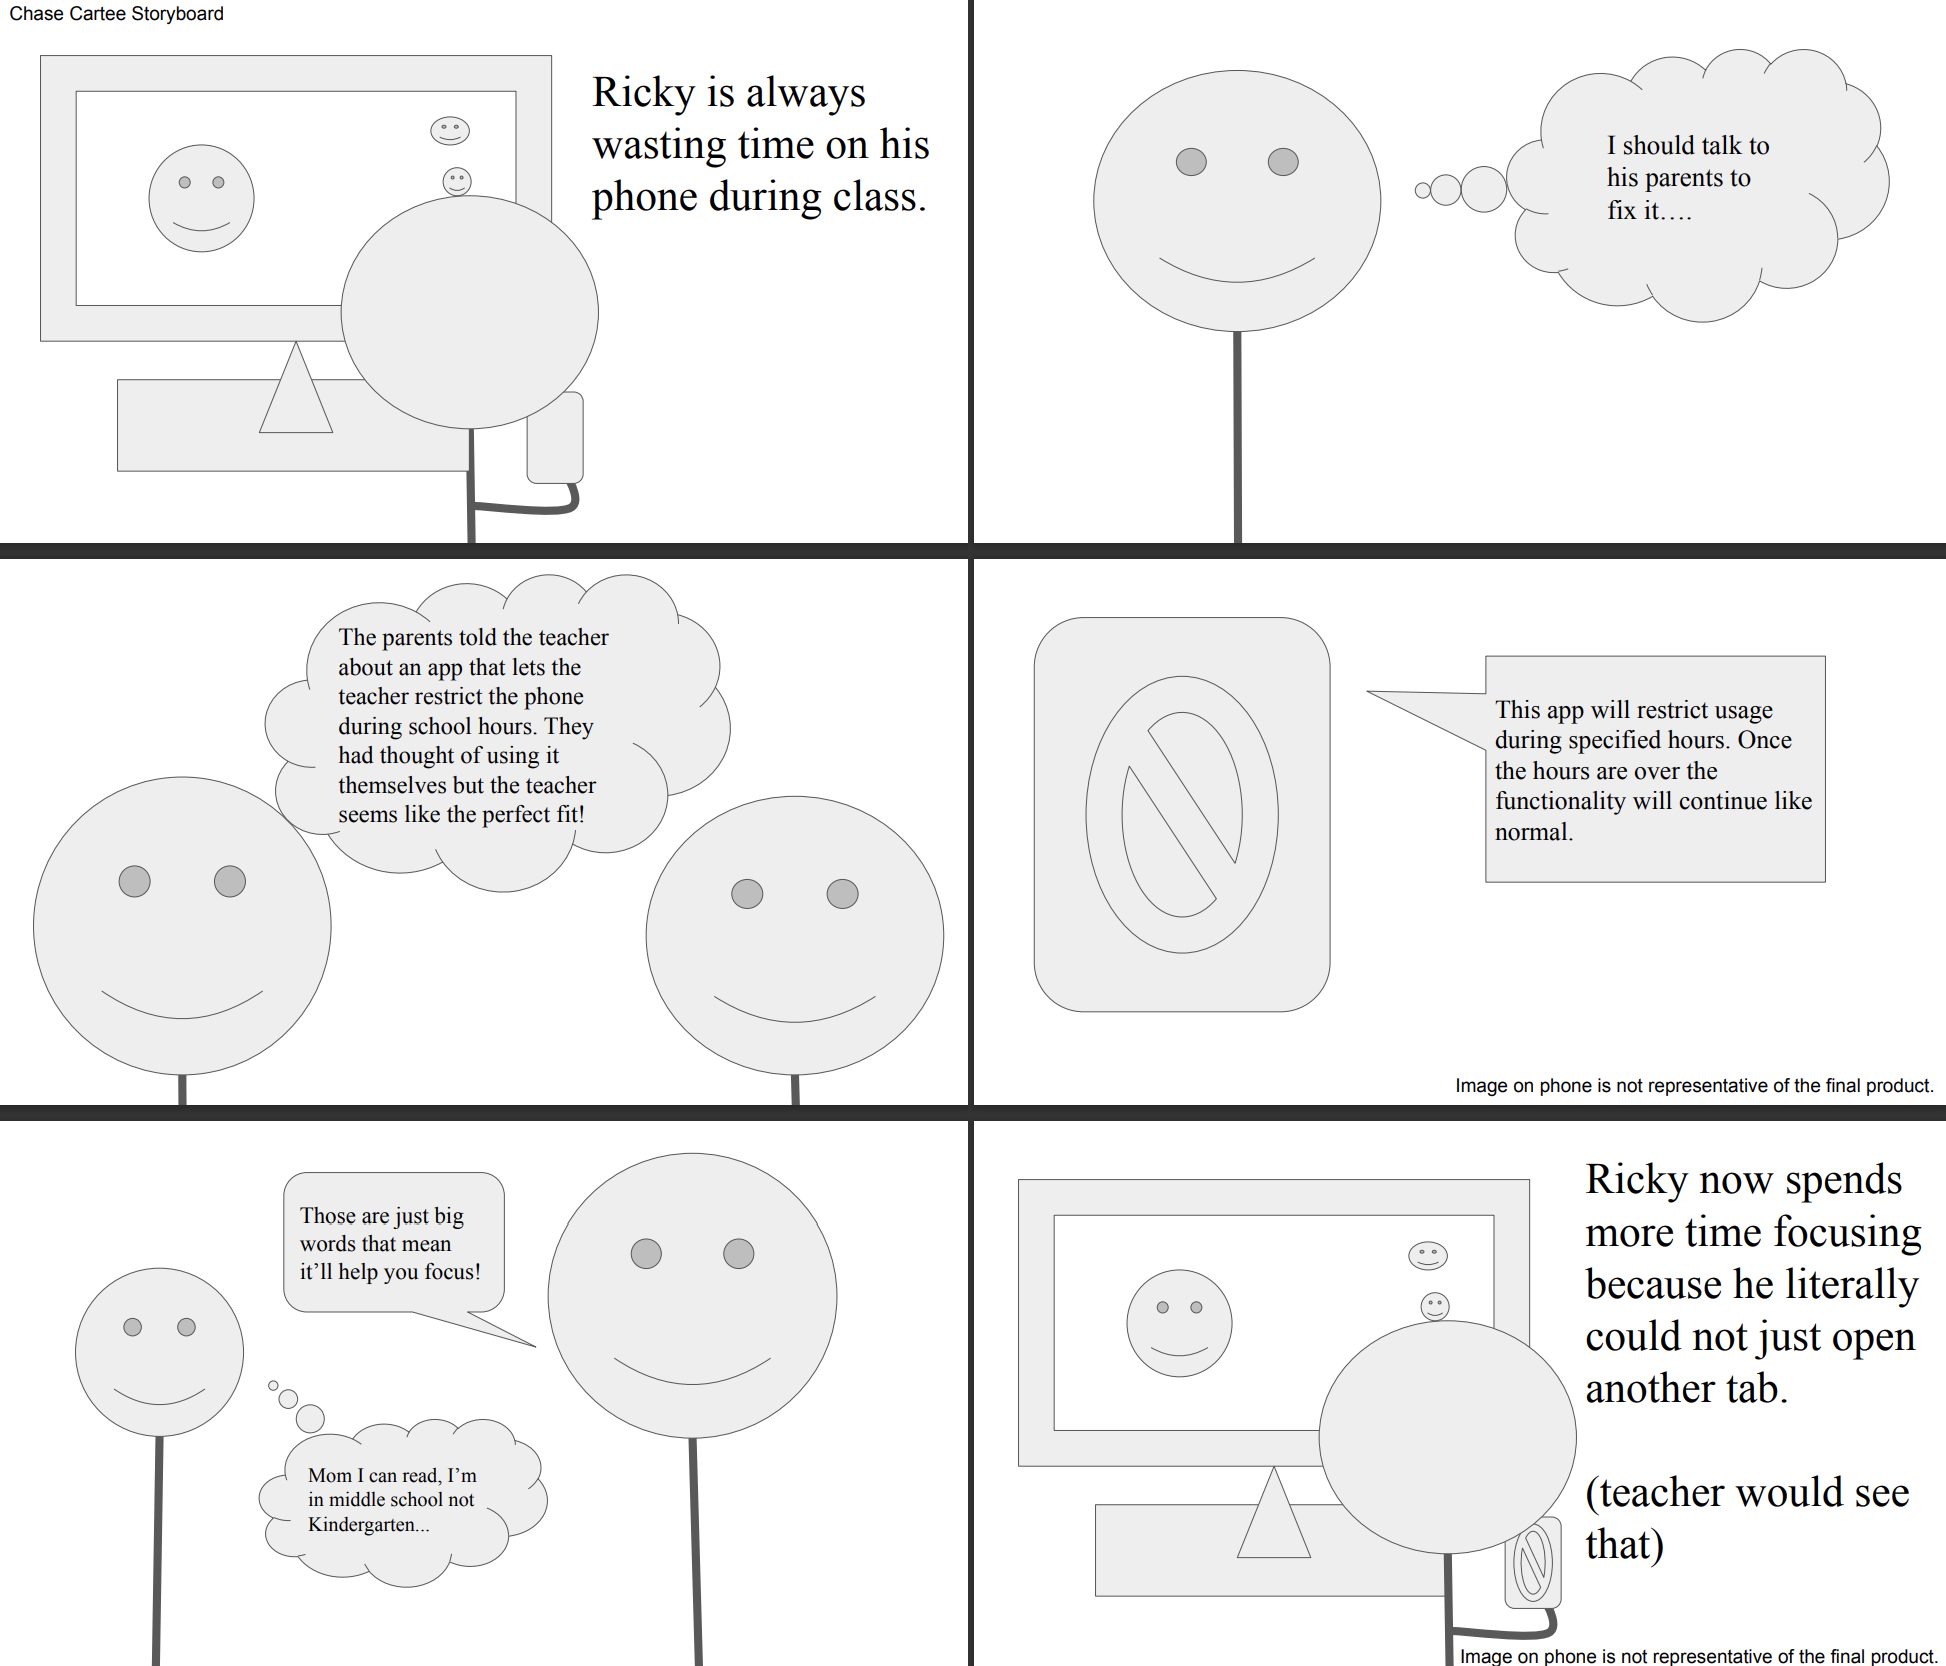 Chase Cartee Storyboard
Ricky is always
wasting time on his
phone during class.
I should talk to
his parents to
fix it….
The parents told the teacher
about an app that lets the
teacher restrict the phone
during school hours. They
had thought of using it
themselves but the teacher
seems like the perfect fit!
This app will restrict usage
during specified hours. Once
the hours are over the
functionality will continue like
normal.
Image on phone is not representative of the final product.
Those are just big
words that mean
it’ll help you focus!
Mom I can read, I’m
in middle school not
Kindergarten...
Ricky now spends
more time focusing
because he literally
could not just open
another tab.
(teacher would see
that)
Image on phone is not representative of the final product.